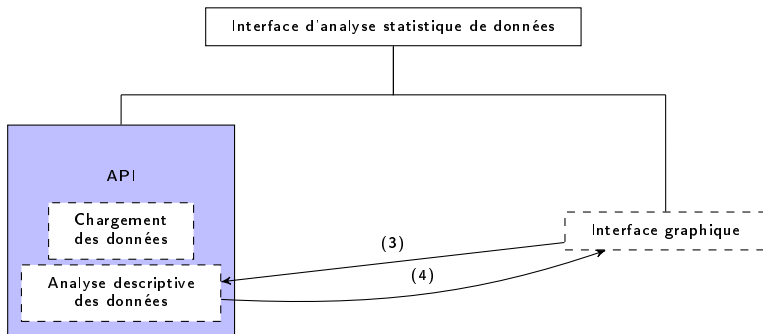 Interface d'analyse statistique de données
API
Chargement
des données
Interface graphique
(3)
(4)
Analyse descriptive
des données